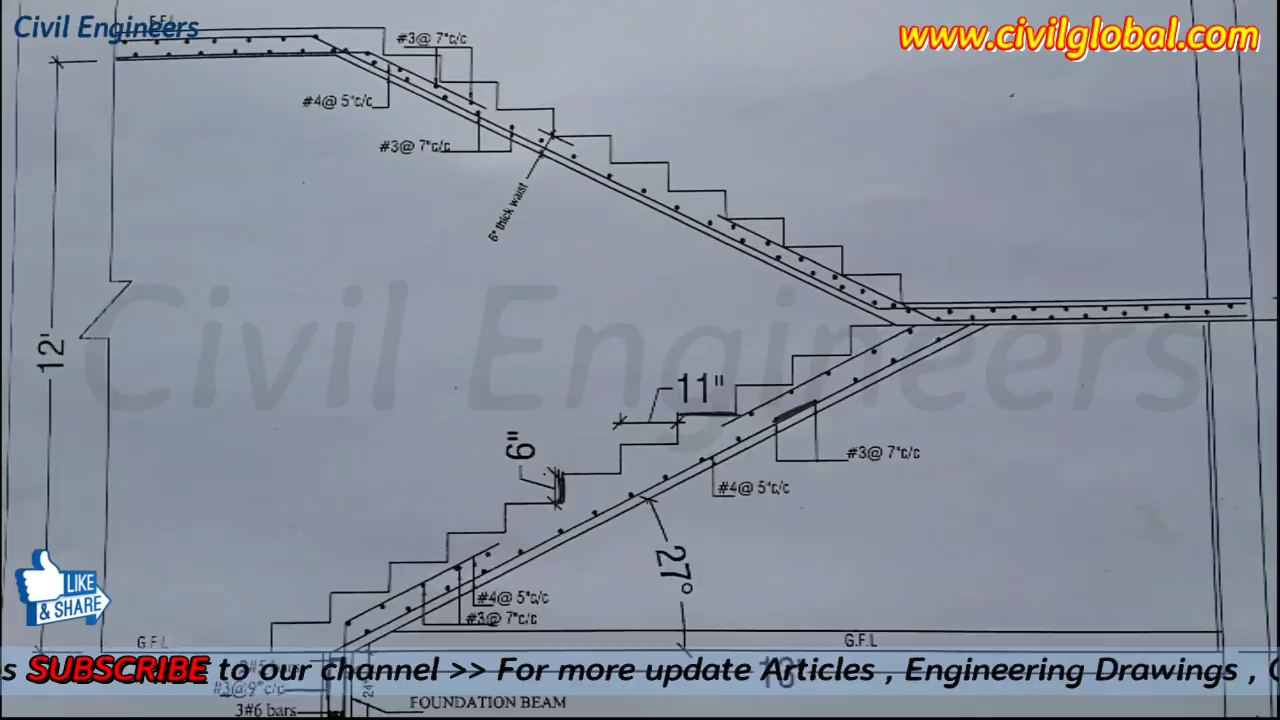 Civil Engineers
www.civilglobal.com
#3@ 7"c/c
#4@ 5"c/c
#3@ 7"c/c
6" thick waist
12'
Civil Engineers
11"
6"
#3@ 7"c/c
#4@ 5"c/c
27°
#4@ 5"c/c
#3@ 7"c/c
LIKE
& SHARE
G.F.L
G.F.L
s SUBSCRIBE to our channel >> For more update Articles , Engineering Drawings ,
#3@9" c/c
3#6 bars
FOUNDATION BEAM